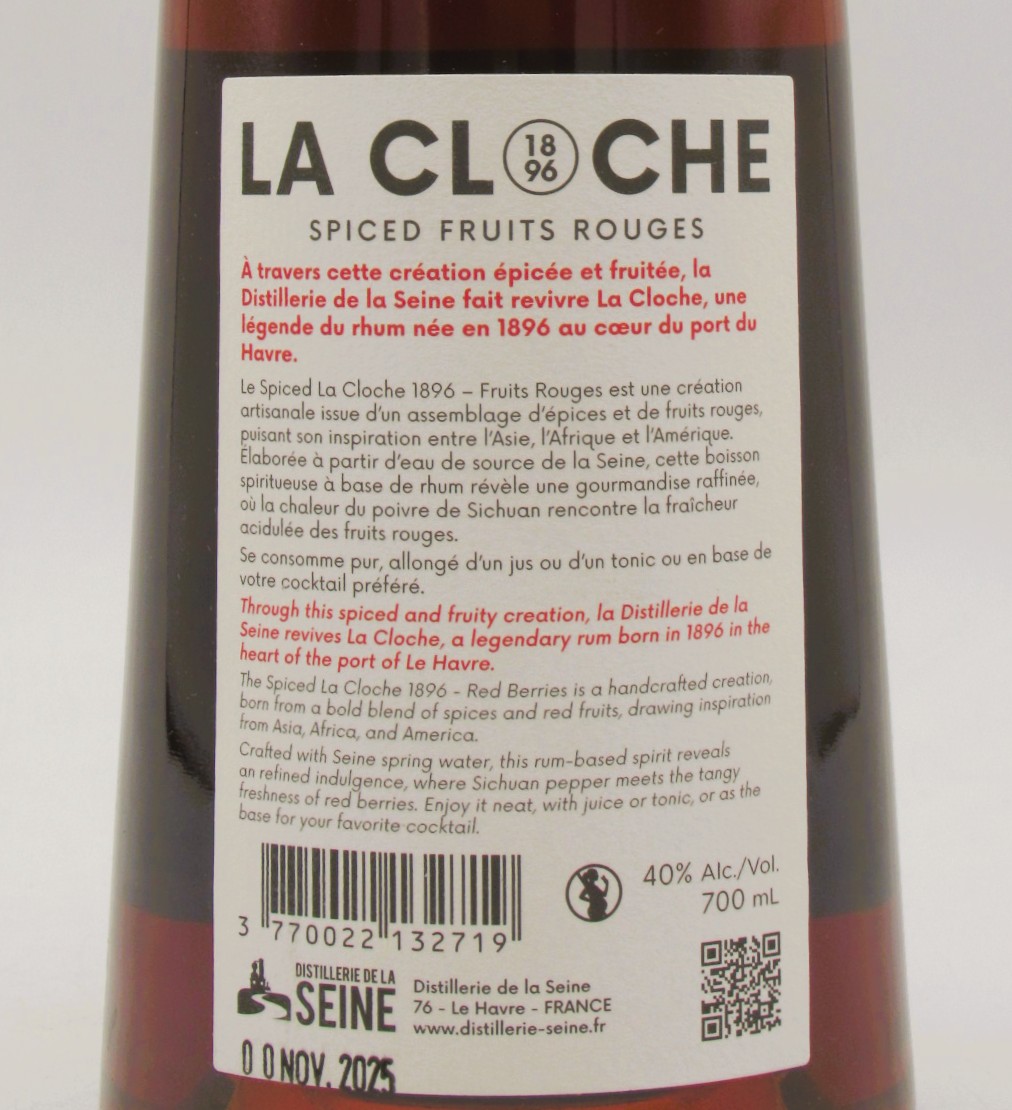 LA CLOCHE
18
96
SPICED FRUITS ROUGES
À travers cette création épicée et fruitée, la
Distillerie de la Seine fait revivre La Cloche, une
légende du rhum née en 1896 au cœur du port du
Havre.
Le Spiced La Cloche 1896 – Fruits Rouges est une création
artisanale issue d'un assemblage d'épices et de fruits rouges,
puisant son inspiration entre l'Asie, l'Afrique et l'Amérique.
Élaborée à partir d'eau de source de la Seine, cette boisson
spiritueuse à base de rhum révèle une gourmandise raffinée,
où la chaleur du poivre de Sichuan rencontre la fraîcheur
acidulée des fruits rouges.
Se consomme pur, allongé d'un jus ou d'un tonic ou en base de
votre cocktail préféré.
Through this spiced and fruity creation, la Distillerie de la
Seine revives La Cloche, a legendary rum born in 1896 in the
heart of the port of Le Havre.
The Spiced La Cloche 1896 - Red Berries is a handcrafted creation,
born from a bold blend of spices and red fruits, drawing inspiration
from Asia, Africa, and America.
Crafted with Seine spring water, this rum-based spirit reveals
an refined indulgence, where Sichuan pepper meets the tangy
freshness of red berries. Enjoy it neat, with juice or tonic, or as the
base for your favorite cocktail.
40% Alc./Vol.
700 mL
3 770022 132719
DISTILLERIE DE LA
SEINE
Distillerie de la Seine
76 - Le Havre - FRANCE
www.distillerie-seine.fr
0 0 NOV. 2025